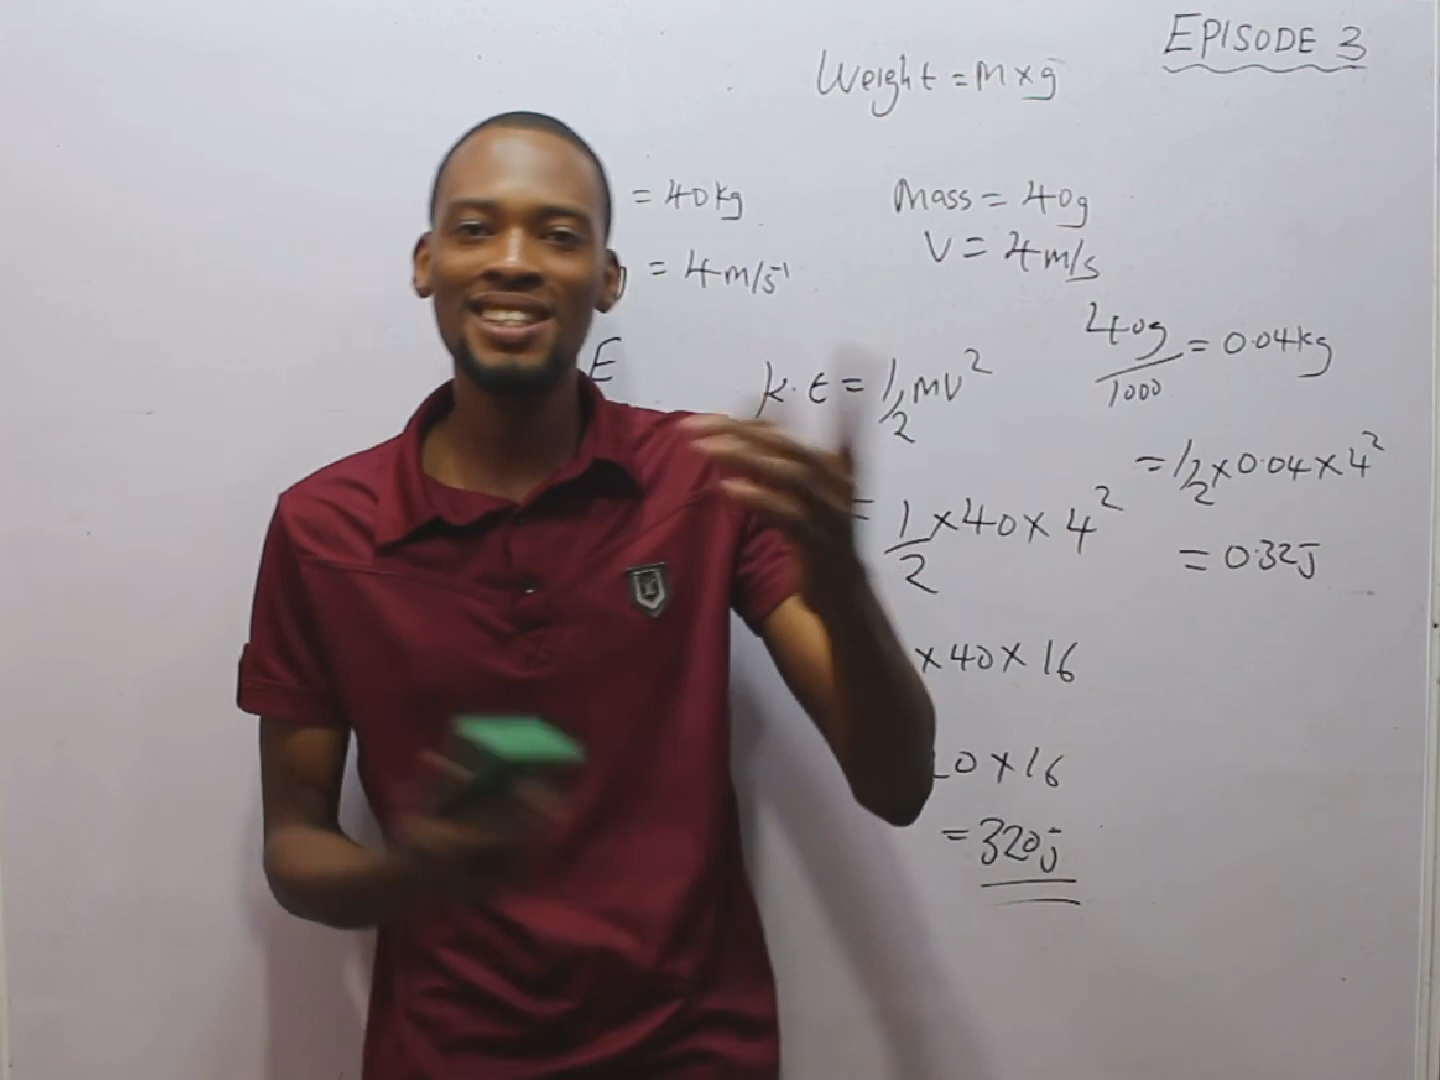 EPISODE 3
Weight = m x g
= 40kg
= 4m/s⁻¹
E
Mass = 40g
V = 4m/s
40g/1000 = 0.04kg
k.E = 1/2 mv²
= 1/2 x 40 x 4²
x 40 x 16
0 x 16
= 320j
= 1/2 x 0.04 x 4²
= 0.32J